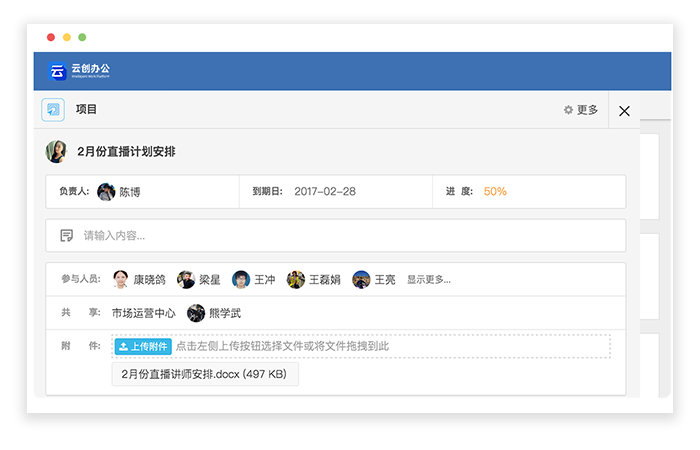 云创办公
项目
更多
2月份直播计划安排
负责人: 陈博
到期日: 2017-02-28
进 度: 50%
请输入内容...
参与人员: 康晓鸽 梁星 王冲 王磊娟 王亮 显示更多...
共 享: 市场运营中心 熊学武
附 件: 上传附件 点击左侧上传按钮选择文件或将文件拖拽到此
2月份直播讲师安排.docx (497 KB)